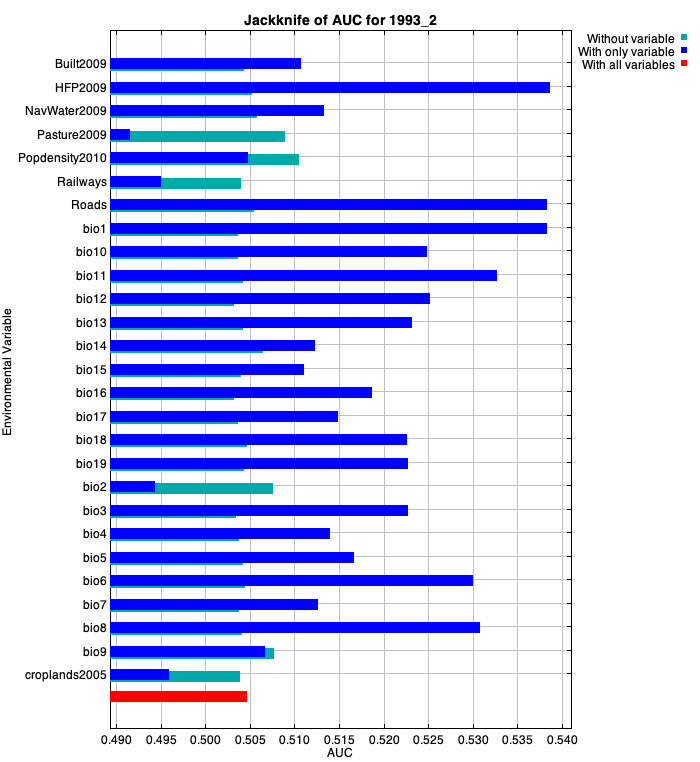 Jackknife of AUC for 1993_2
Without variable
With only variable
With all variables
Environmental Variable
Built2009
HFP2009
NavWater2009
Pasture2009
Popdensity2010
Railways
Roads
bio1
bio10
bio11
bio12
bio13
bio14
bio15
bio16
bio17
bio18
bio19
bio2
bio3
bio4
bio5
bio6
bio7
bio8
bio9
croplands2005
0.490 0.495 0.500 0.505 0.510 0.515 0.520 0.525 0.530 0.535 0.540
AUC